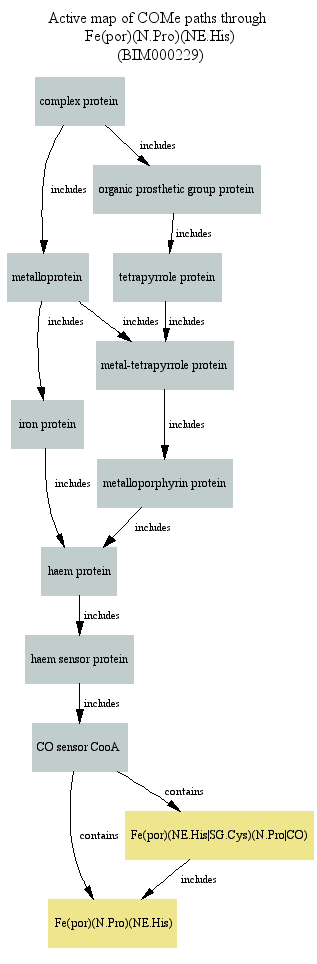 Active map of COMe paths through
Fe(por)(N.Pro)(NE.His)
(BIM000229)
complex protein
includes
includes
organic prosthetic group protein
includes
metalloprotein
tetrapyrrole protein
includes
includes
includes
metal-tetrapyrrole protein
iron protein
includes
metalloporphyrin protein
includes
includes
haem protein
includes
haem sensor protein
includes
CO sensor CooA
contains
contains
Fe(por)(NE.His|SG.Cys)(N.Pro|CO)
includes
Fe(por)(N.Pro)(NE.His)